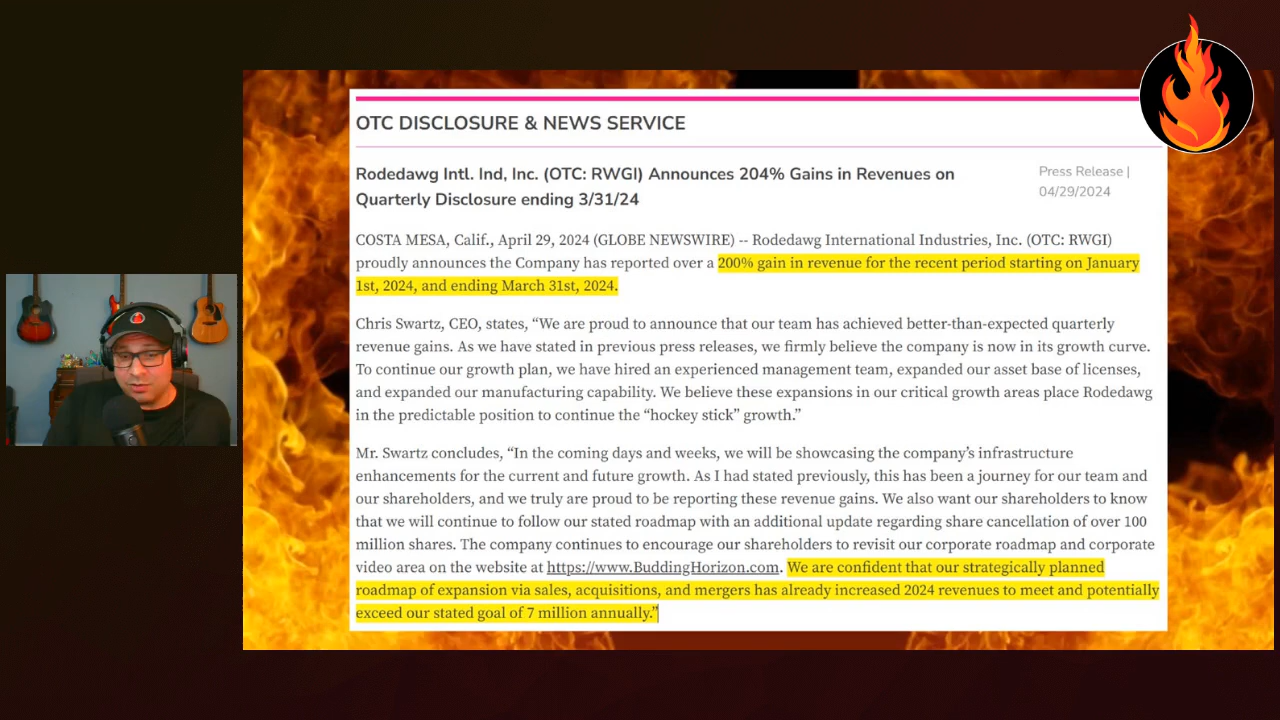 OTC DISCLOSURE & NEWS SERVICE
Rodedawg Intl. Ind, Inc. (OTC: RWGI) Announces 204% Gains in Revenues on
Quarterly Disclosure ending 3/31/24
Press Release |
04/29/2024
COSTA MESA, Calif., April 29, 2024 (GLOBE NEWSWIRE) -- Rodedawg International Industries, Inc. (OTC: RWGI)
proudly announces the Company has reported over a 200% gain in revenue for the recent period starting on January
1st, 2024, and ending March 31st, 2024.
Chris Swartz, CEO, states, “We are proud to announce that our team has achieved better-than-expected quarterly
revenue gains. As we have stated in previous press releases, we firmly believe the company is now in its growth curve.
To continue our growth plan, we have hired an experienced management team, expanded our asset base of licenses,
and expanded our manufacturing capability. We believe these expansions in our critical growth areas place Rodedawg
in the predictable position to continue the “hockey stick” growth.”
Mr. Swartz concludes, “In the coming days and weeks, we will be showcasing the company’s infrastructure
enhancements for the current and future growth. As I had stated previously, this has been a journey for our team and
our shareholders, and we truly are proud to be reporting these revenue gains. We also want our shareholders to know
that we will continue to follow our stated roadmap with an additional update regarding share cancellation of over 100
million shares. The company continues to encourage our shareholders to revisit our corporate roadmap and corporate
video area on the website at https://www.BuddingHorizon.com. We are confident that our strategically planned
roadmap of expansion via sales, acquisitions, and mergers has already increased 2024 revenues to meet and potentially
exceed our stated goal of 7 million annually.”